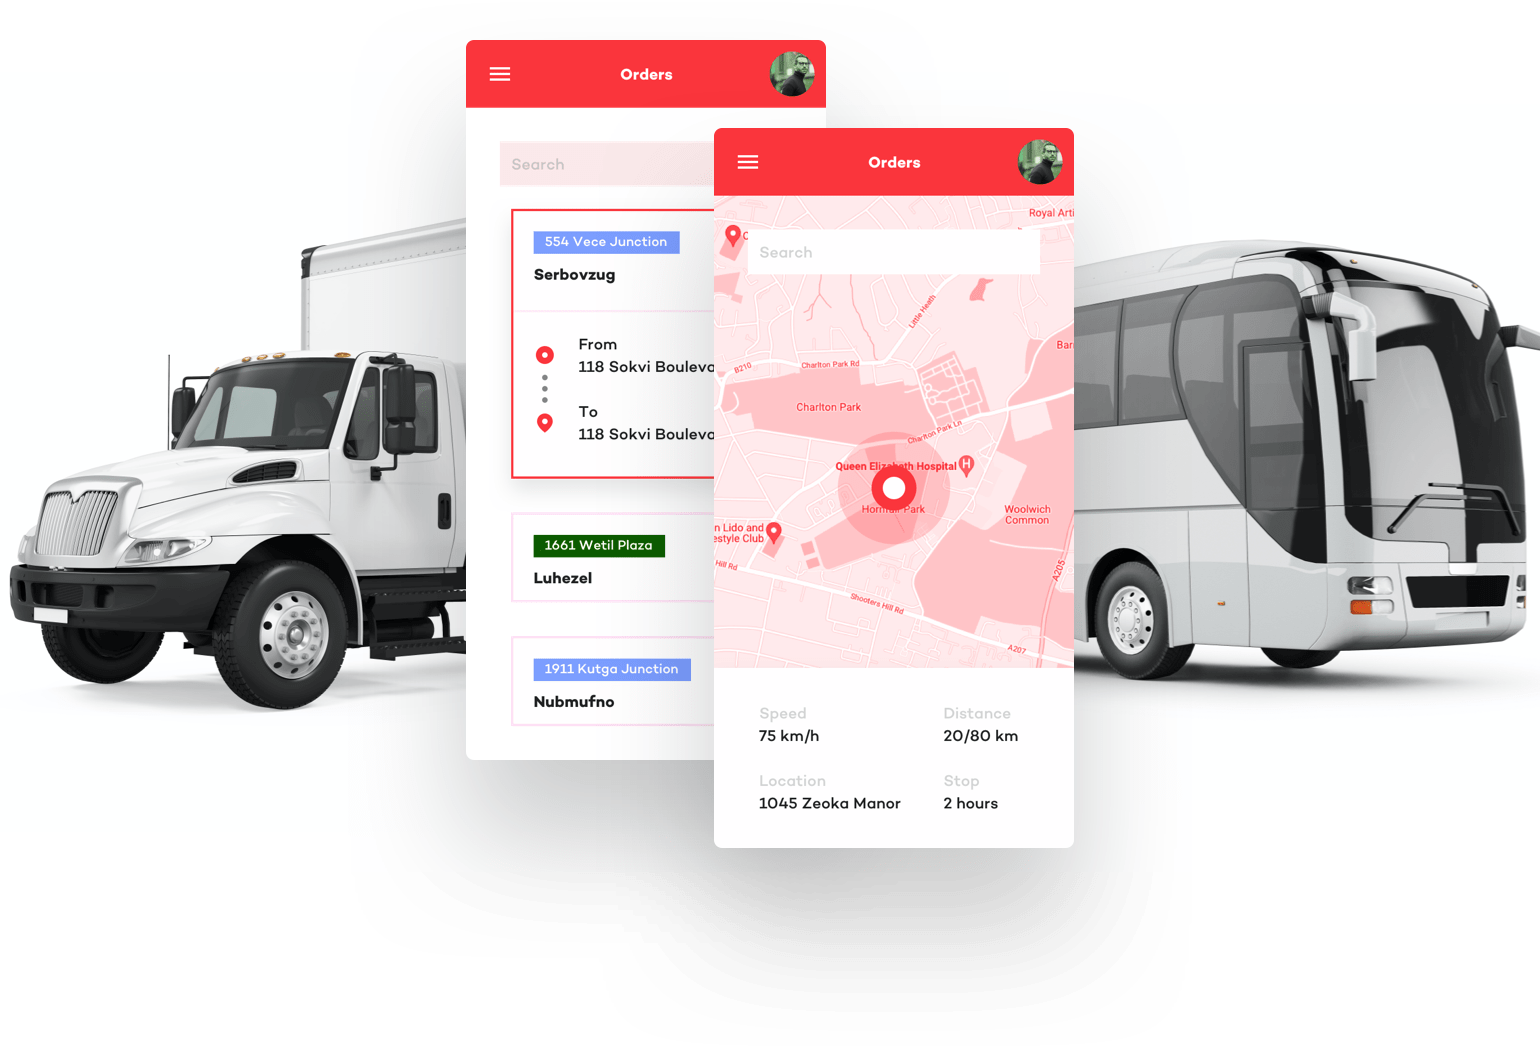 Orders
Search
554 Vece Junction
Serbovzug
From
118 Sokvi Bouleva
To
118 Sokvi Bouleva
1661 Wetil Plaza
Luhezel
1911 Kutga Junction
Nubmufno
Orders
Royal Arti
C
Search
Little Heath
Bar
B210
Charlton Park Rd
Charlton Park
Charlton Park Ln
Queen Elizabeth Hospital
H
Hornfair Park
Woolwich
Common
n Lido and
estyle Club
Hill Rd
A205
Shooters Hill Rd
A207
Speed
Distance
75 km/h
20/80 km
Location
Stop
1045 Zeoka Manor
2 hours